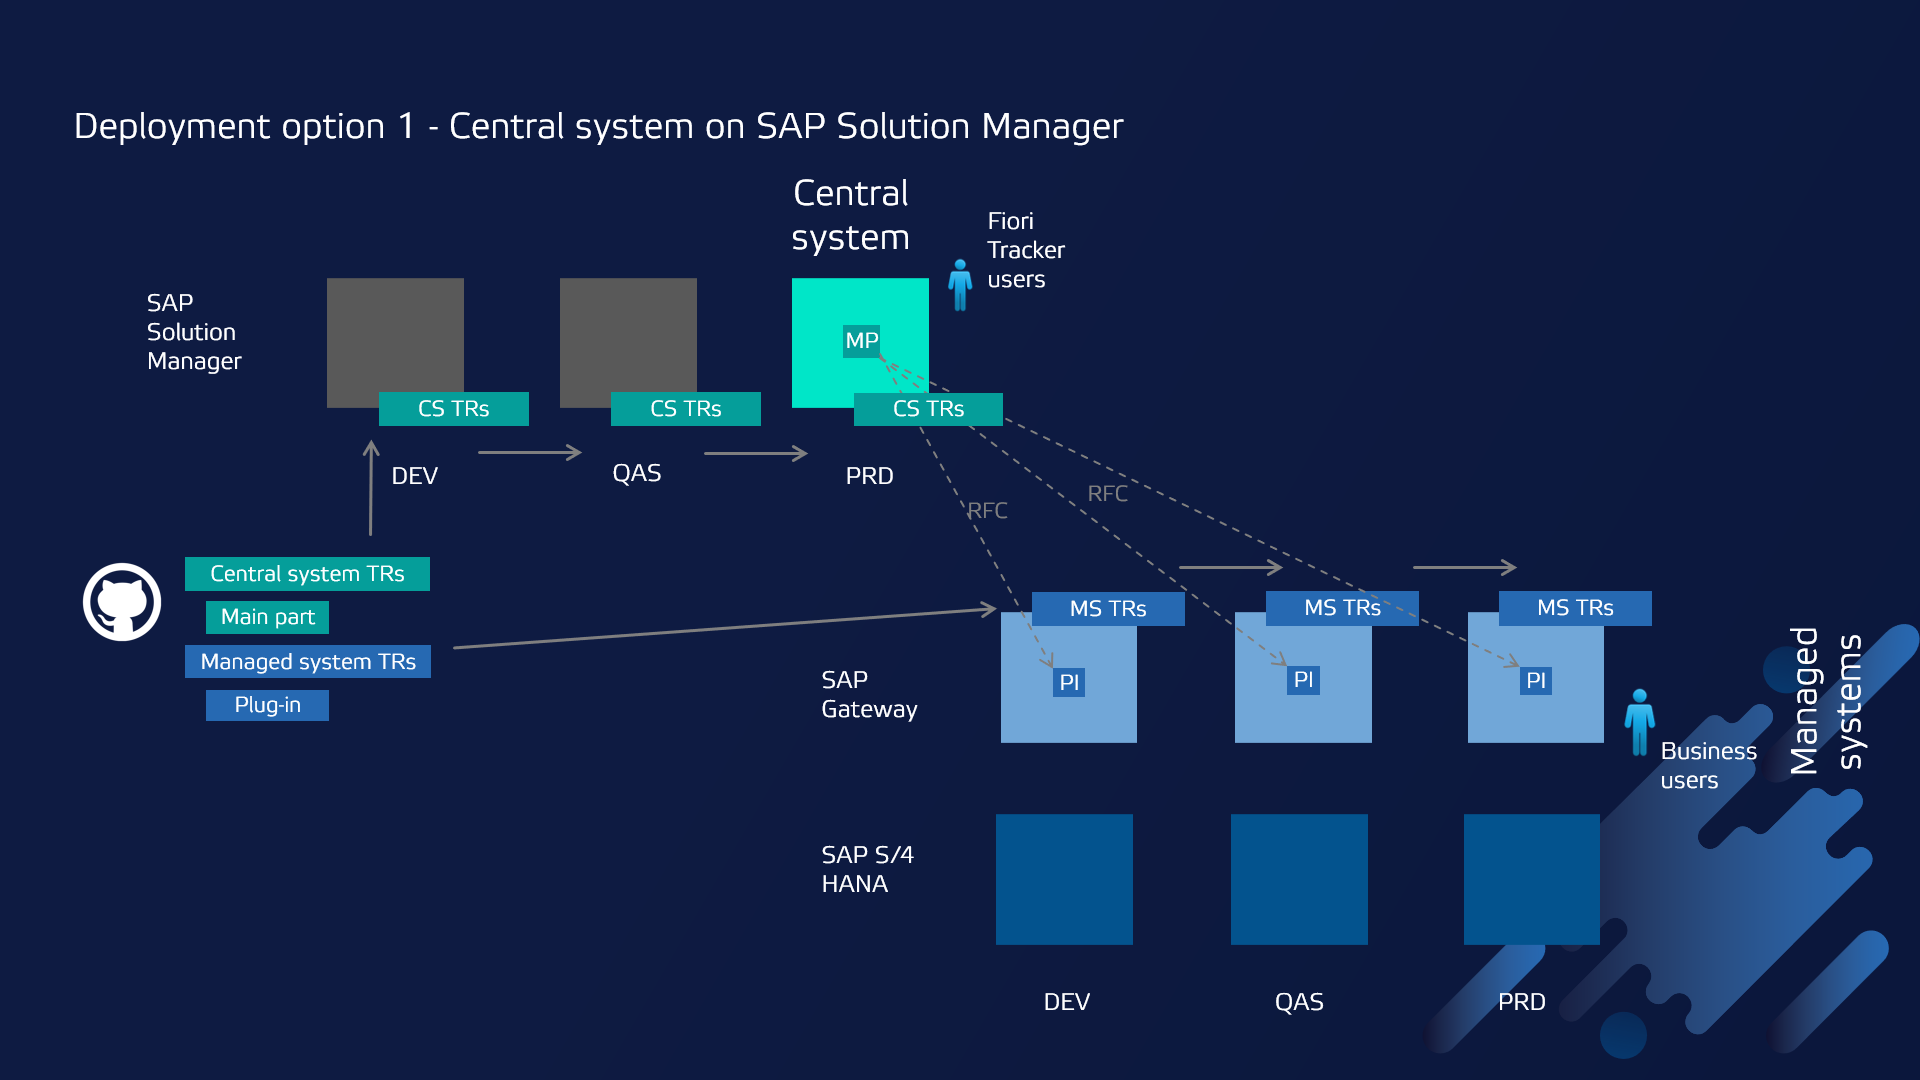 Deployment option 1 - Central system on SAP Solution Manager
Central
system
Fiori
Tracker
users
SAP
Solution
Manager
MP
CS TRs
CS TRs
CS TRs
DEV
QAS
PRD
RFC
RFC
Central system TRs
Main part
Managed system TRs
Plug-in
MS TRs
MS TRs
MS TRs
SAP
Gateway
PI
PI
PI
Business
users
Managed
systems
SAP S/4
HANA
DEV
QAS
PRD